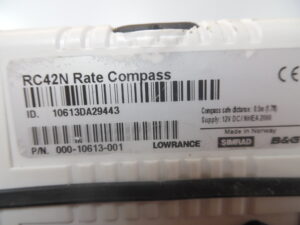 RC42N Rate Compass
ID. 10613DA29443
Compass safe distance: 0.5m (1.7ft)
Supply: 12V DC / NMEA 2000
Made in Norway
P/N. 000-10613-001
LOWRANCE SIMRAD B&G